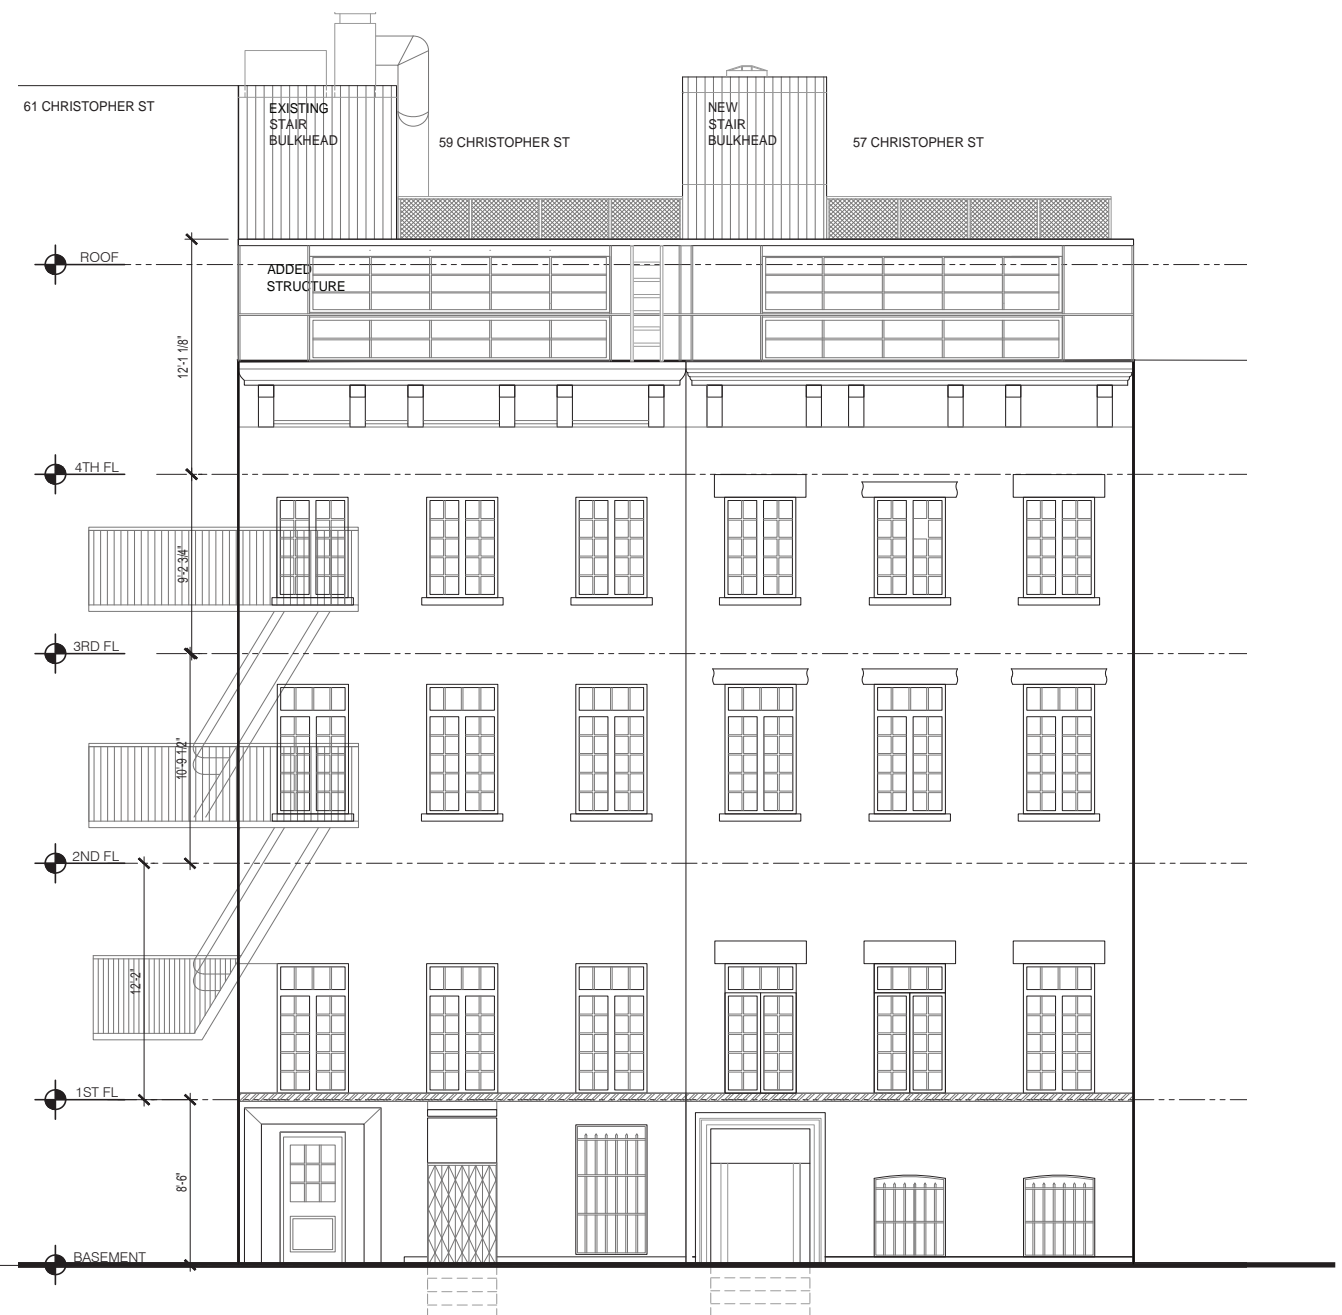 61 CHRISTOPHER ST
EXISTING
STAIR
BULKHEAD
59 CHRISTOPHER ST
NEW
STAIR
BULKHEAD
57 CHRISTOPHER ST
ROOF
ADDED
STRUCTURE
12'-1 1/8"
4TH FL
9'-2 3/4"
3RD FL
10'-9 1/2"
2ND FL
12'-2"
1ST FL
8'-6"
BASEMENT